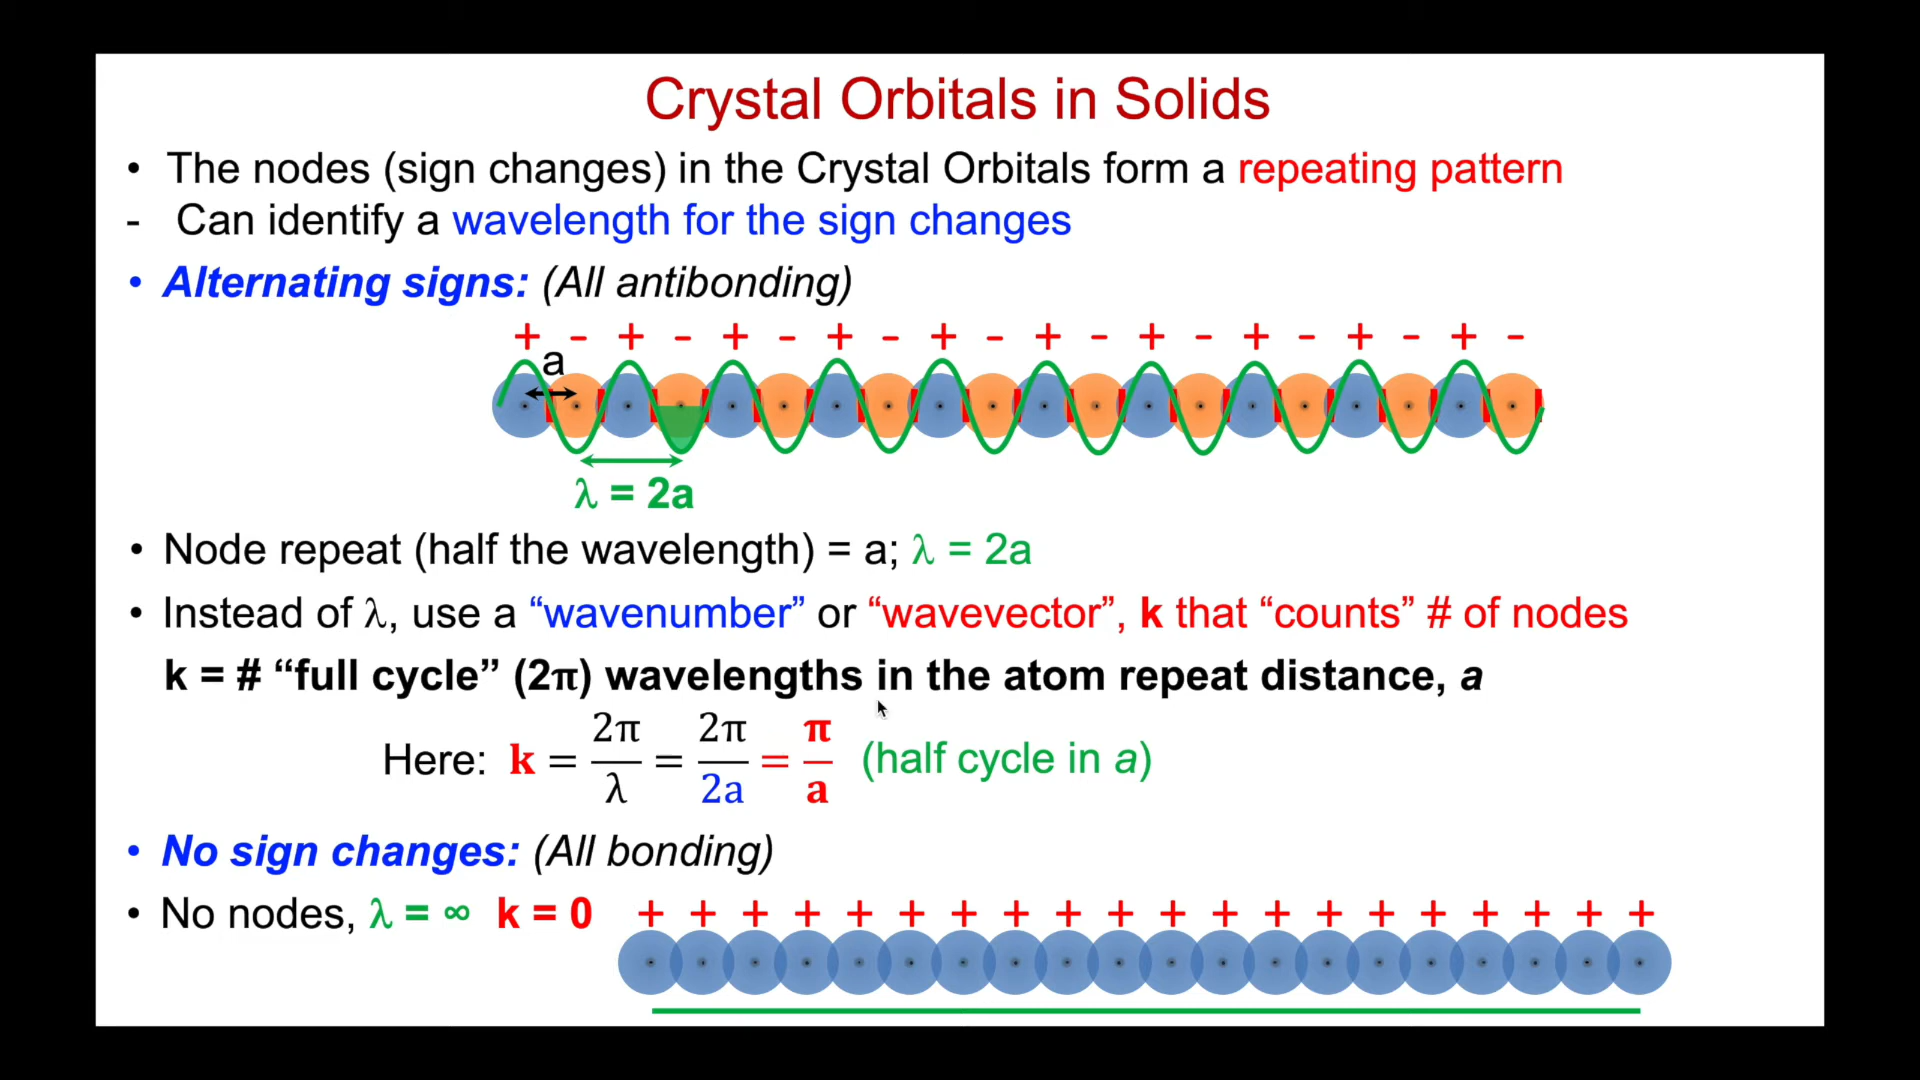 Crystal Orbitals in Solids
• The nodes (sign changes) in the Crystal Orbitals form a repeating pattern
- Can identify a wavelength for the sign changes
• Alternating signs: (All antibonding)
+ - + - + - + - + - + - + - + - + - + -
a
λ = 2a
• Node repeat (half the wavelength) = a; λ = 2a
• Instead of λ, use a “wavenumber” or “wavevector”, k that “counts” # of nodes
k = # “full cycle” (2π) wavelengths in the atom repeat distance, a
Here: k = 2π/λ = 2π/2a = π/a (half cycle in a)
• No sign changes: (All bonding)
• No nodes, λ = ∞ k = 0 + + + + + + + + + + + + + + + + + + + +